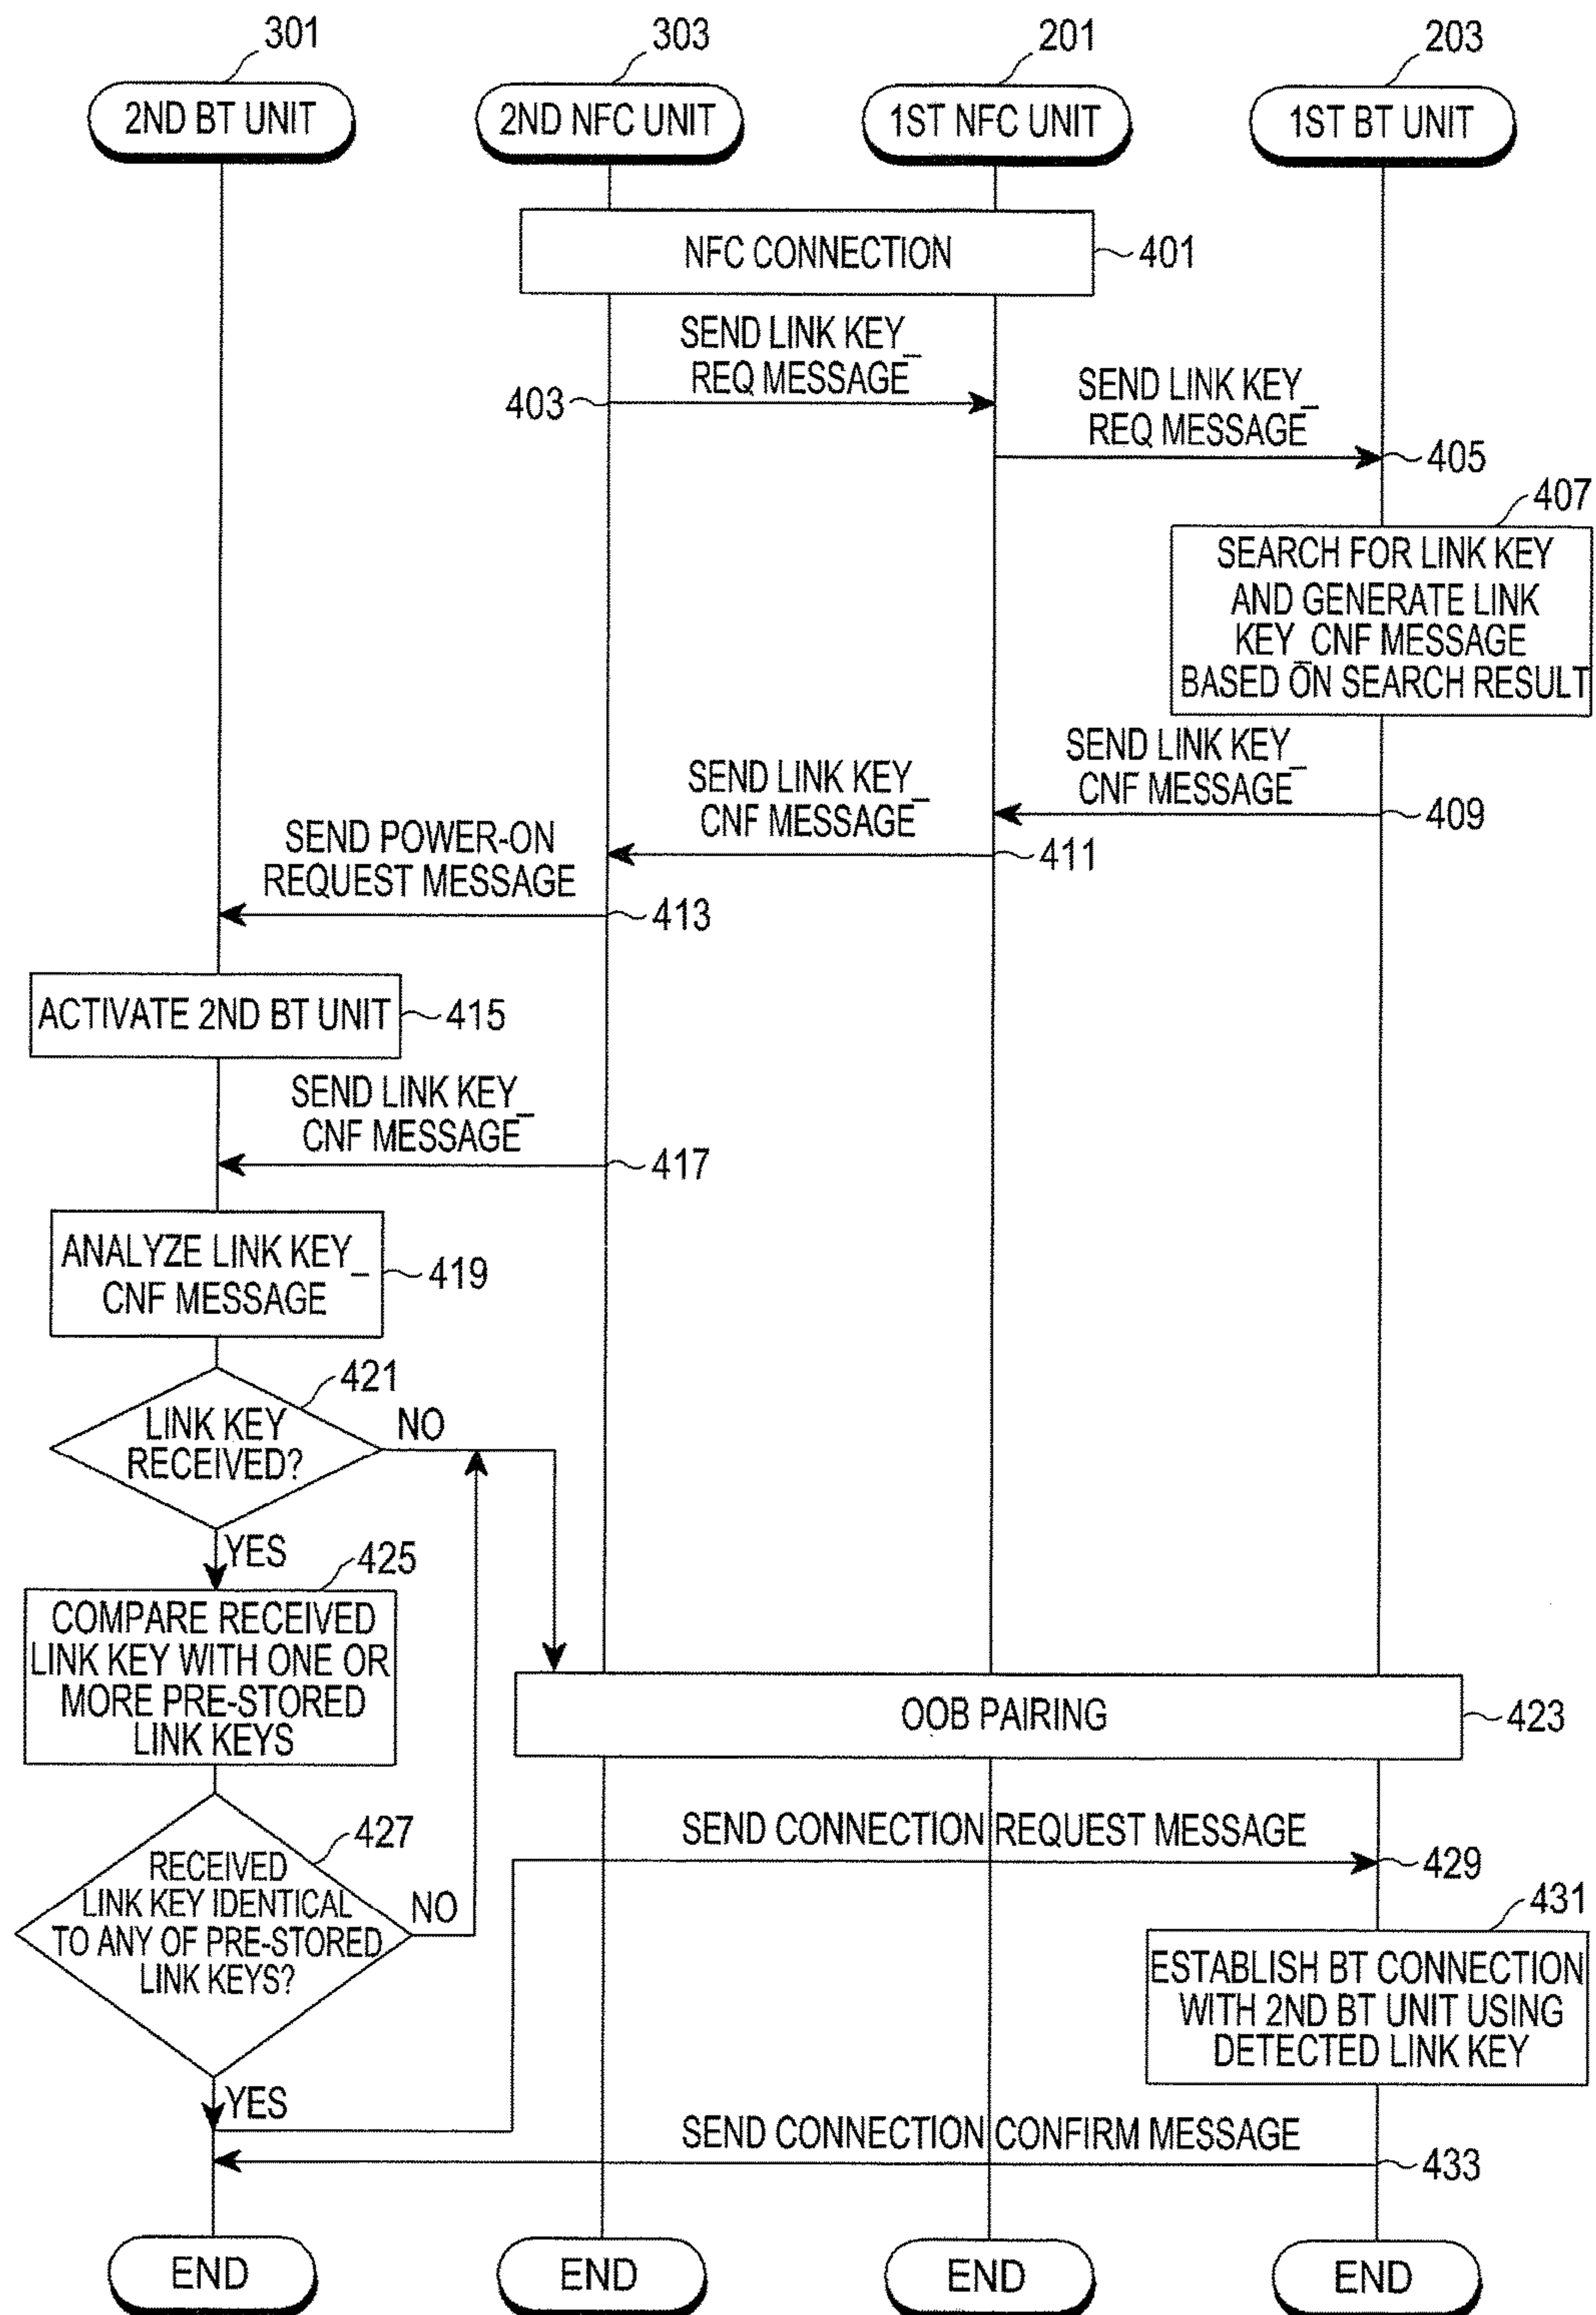 301
303
201
203
2ND BT UNIT
2ND NFC UNIT
1ST NFC UNIT
1ST BT UNIT
NFC CONNECTION
401
SEND LINK KEY_
REQ MESSAGE
403
SEND LINK KEY_
REQ MESSAGE
405
407
SEARCH FOR LINK KEY
AND GENERATE LINK
KEY_CNF MESSAGE
BASED ON SEARCH RESULT
SEND LINK KEY_
CNF MESSAGE
409
SEND LINK KEY_
CNF MESSAGE
411
SEND POWER-ON
REQUEST MESSAGE
413
ACTIVATE 2ND BT UNIT
415
SEND LINK KEY_
CNF MESSAGE
417
ANALYZE LINK KEY_
CNF MESSAGE
419
421
LINK KEY
RECEIVED?
NO
YES
425
COMPARE RECEIVED
LINK KEY WITH ONE OR
MORE PRE-STORED
LINK KEYS
OOB PAIRING
423
427
RECEIVED
LINK KEY IDENTICAL
TO ANY OF PRE-STORED
LINK KEYS?
NO
YES
SEND CONNECTION REQUEST MESSAGE
429
431
ESTABLISH BT CONNECTION
WITH 2ND BT UNIT USING
DETECTED LINK KEY
SEND CONNECTION CONFIRM MESSAGE
433
END
END
END
END